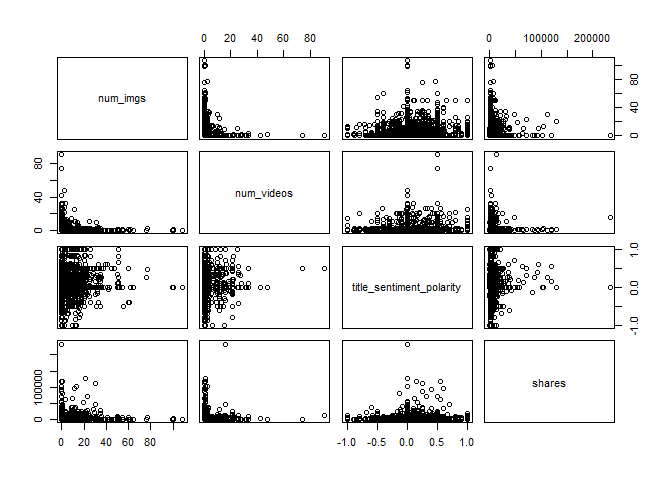 0 20 40 60 80 0 100000 200000
num_imgs
0 40 80
0 40 80
num_videos
title_sentiment_polarity
-1.0 0.0 1.0
0 100000
shares
0 20 40 60 80 -1.0 -0.5 0.0 0.5 1.0